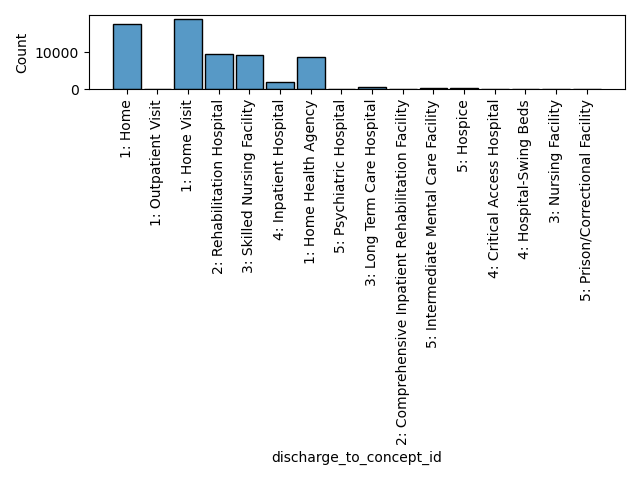 Count
10000
0
1: Home
1: Outpatient Visit
1: Home Visit
2: Rehabilitation Hospital
3: Skilled Nursing Facility
4: Inpatient Hospital
1: Home Health Agency
5: Psychiatric Hospital
3: Long Term Care Hospital
2: Comprehensive Inpatient Rehabilitation Facility
5: Intermediate Mental Care Facility
5: Hospice
4: Critical Access Hospital
4: Hospital-Swing Beds
3: Nursing Facility
5: Prison/Correctional Facility
discharge_to_concept_id